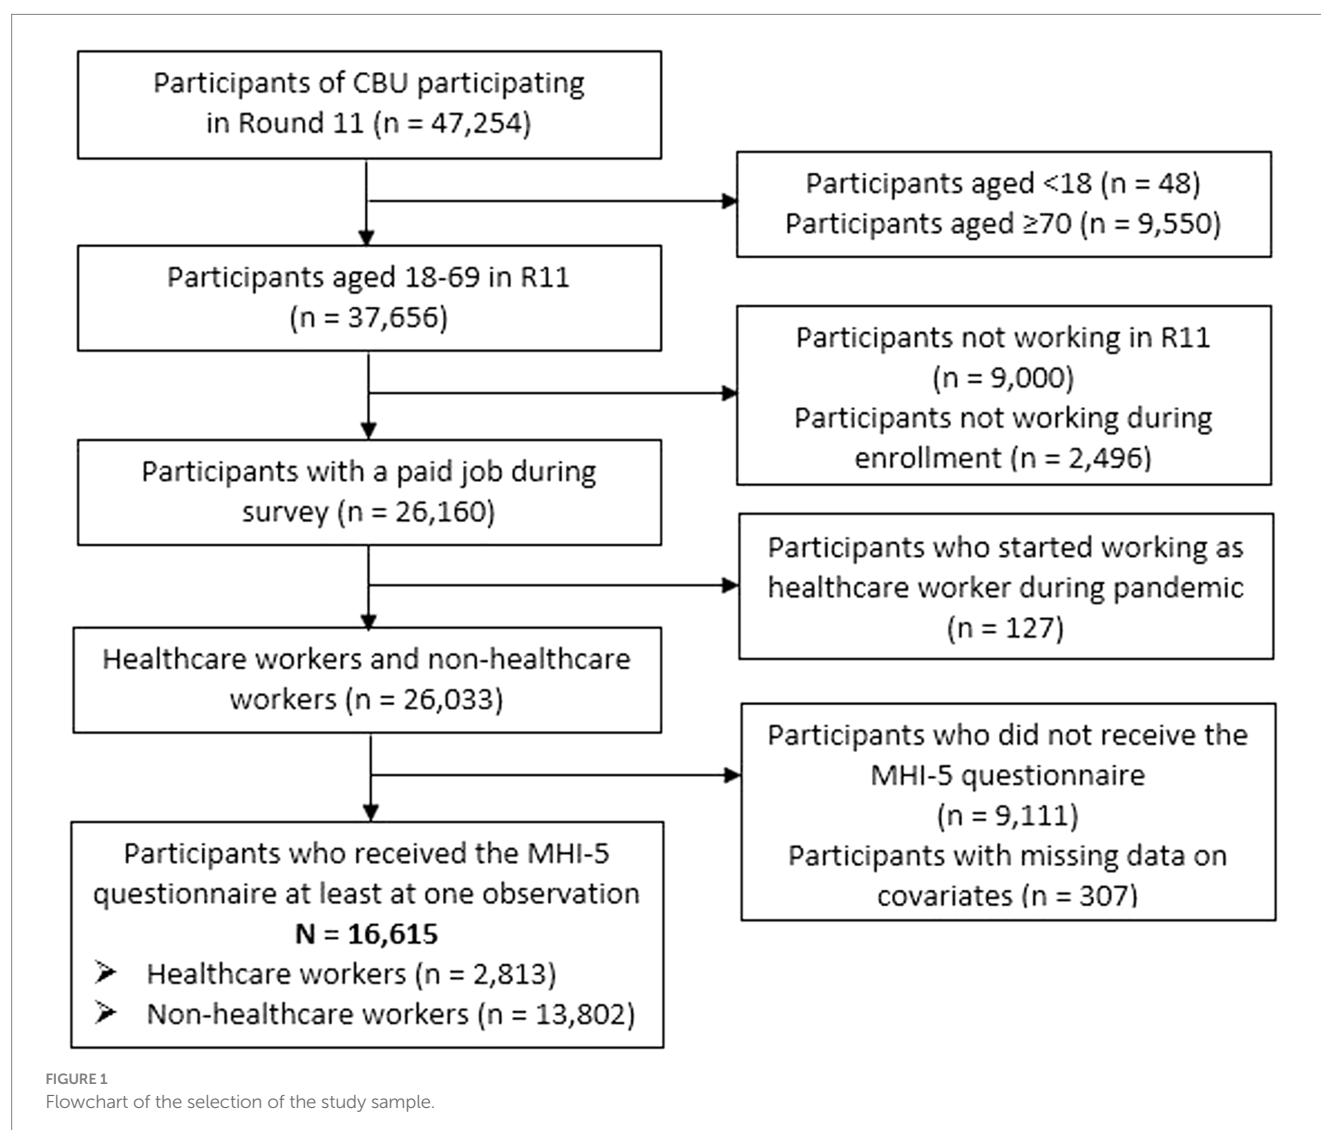 Participants of CBU participating
in Round 11 (n = 47,254)
Participants aged <18 (n = 48)
Participants aged ≥70 (n = 9,550)
Participants aged 18-69 in R11
(n = 37,656)
Participants not working in R11
(n = 9,000)
Participants not working during
enrollment (n = 2,496)
Participants with a paid job during
survey (n = 26,160)
Participants who started working as
healthcare worker during pandemic
(n = 127)
Healthcare workers and non-healthcare
workers (n = 26,033)
Participants who did not receive the
MHI-5 questionnaire
(n = 9,111)
Participants with missing data on
covariates (n = 307)
Participants who received the MHI-5
questionnaire at least at one observation
N = 16,615
➢ Healthcare workers (n = 2,813)
➢ Non-healthcare workers (n = 13,802)
FIGURE 1
Flowchart of the selection of the study sample.